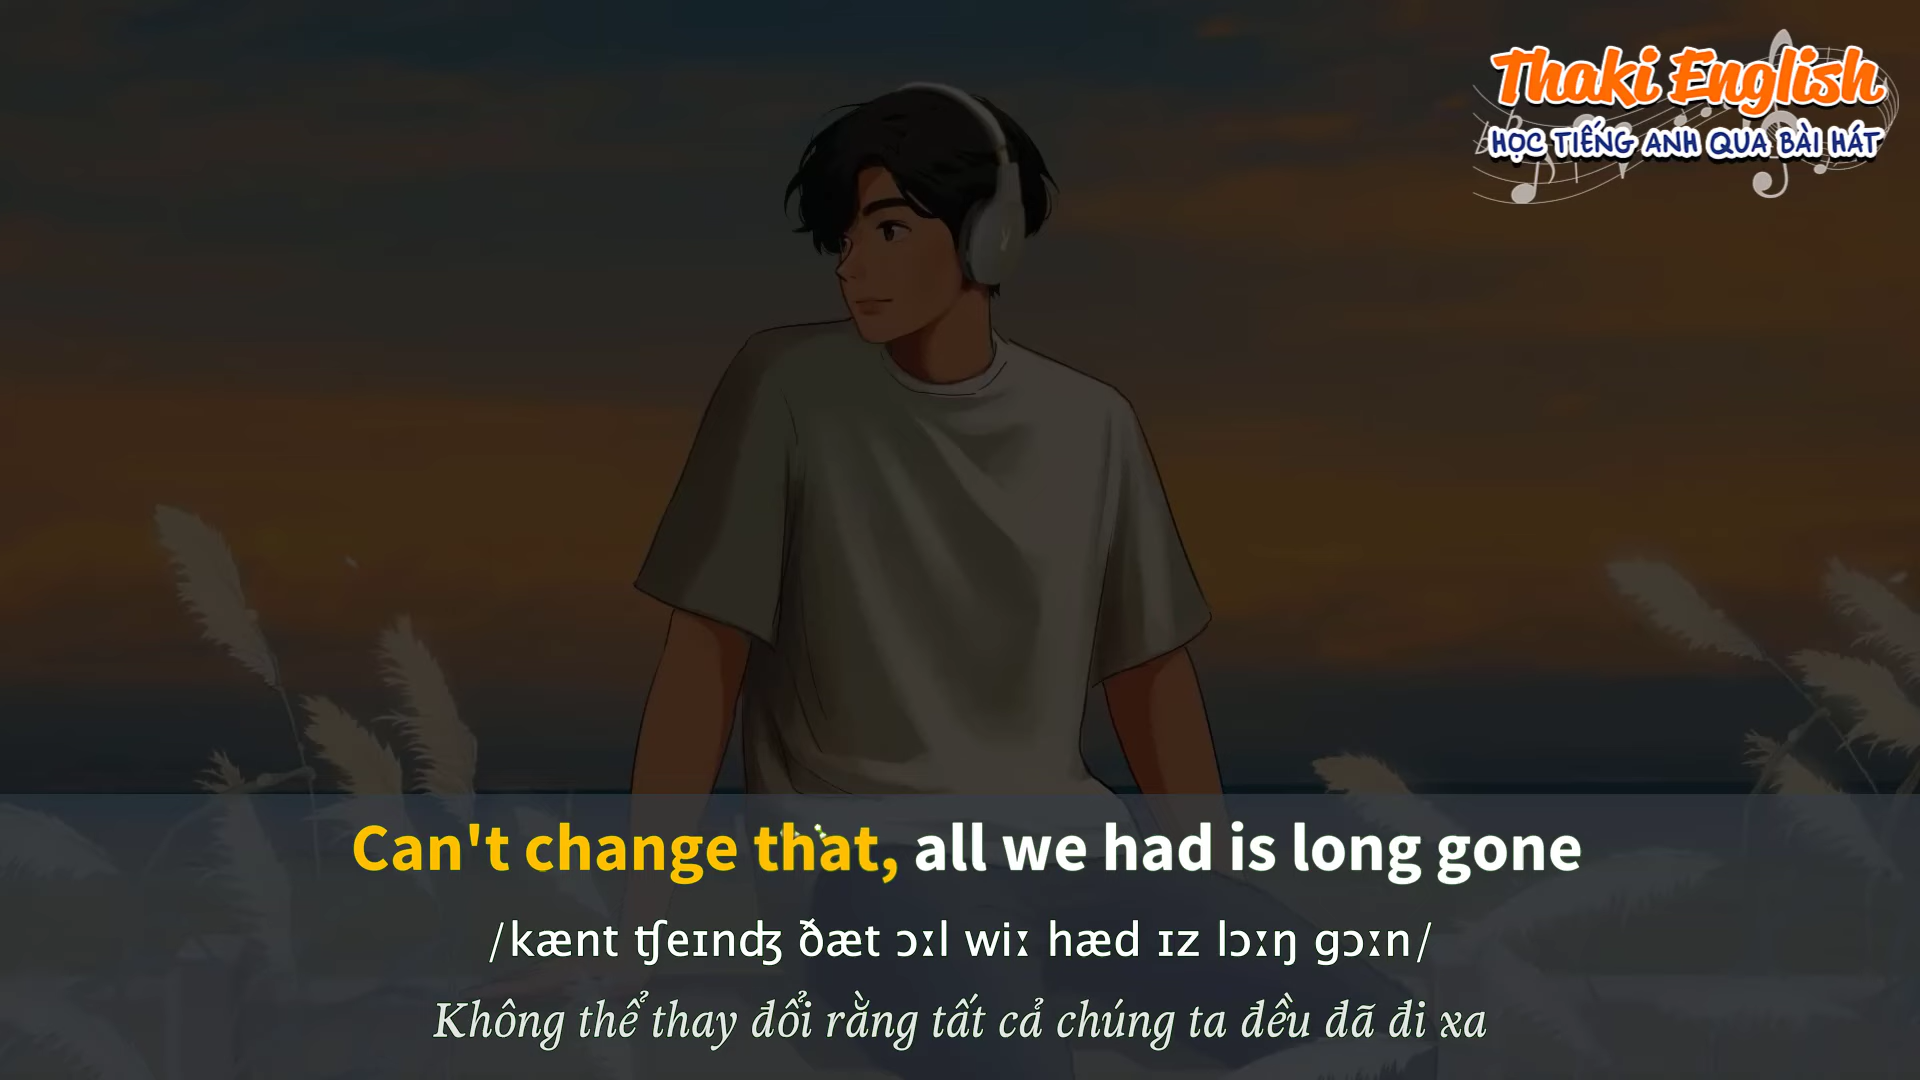 Thaki English
HỌC TIẾNG ANH QUA BÀI HÁT
Can't change that, all we had is long gone
/kænt ʧeɪnʤ ðæt ɔːl wiː hæd ɪz lɔːŋ gɔːn/
Không thể thay đổi rằng tất cả chúng ta đều đã đi xa